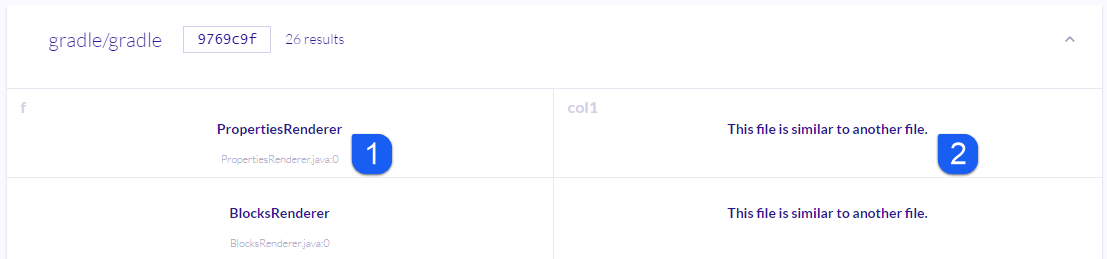 gradle/gradle 9769c9f 26 results
f col1
PropertiesRenderer This file is similar to another file.
1 2
PropertiesRenderer.java:0
BlocksRenderer This file is similar to another file.
BlocksRenderer.java:0